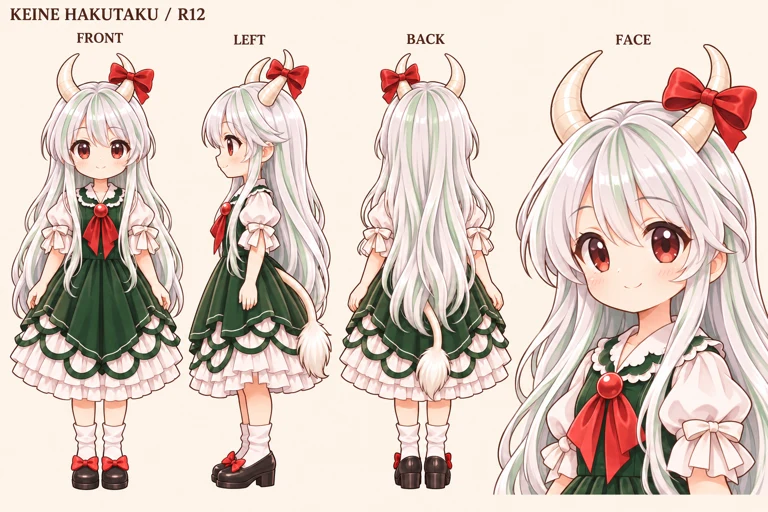 KEINE HAKUTAKU / R12
FRONT
LEFT
BACK
FACE